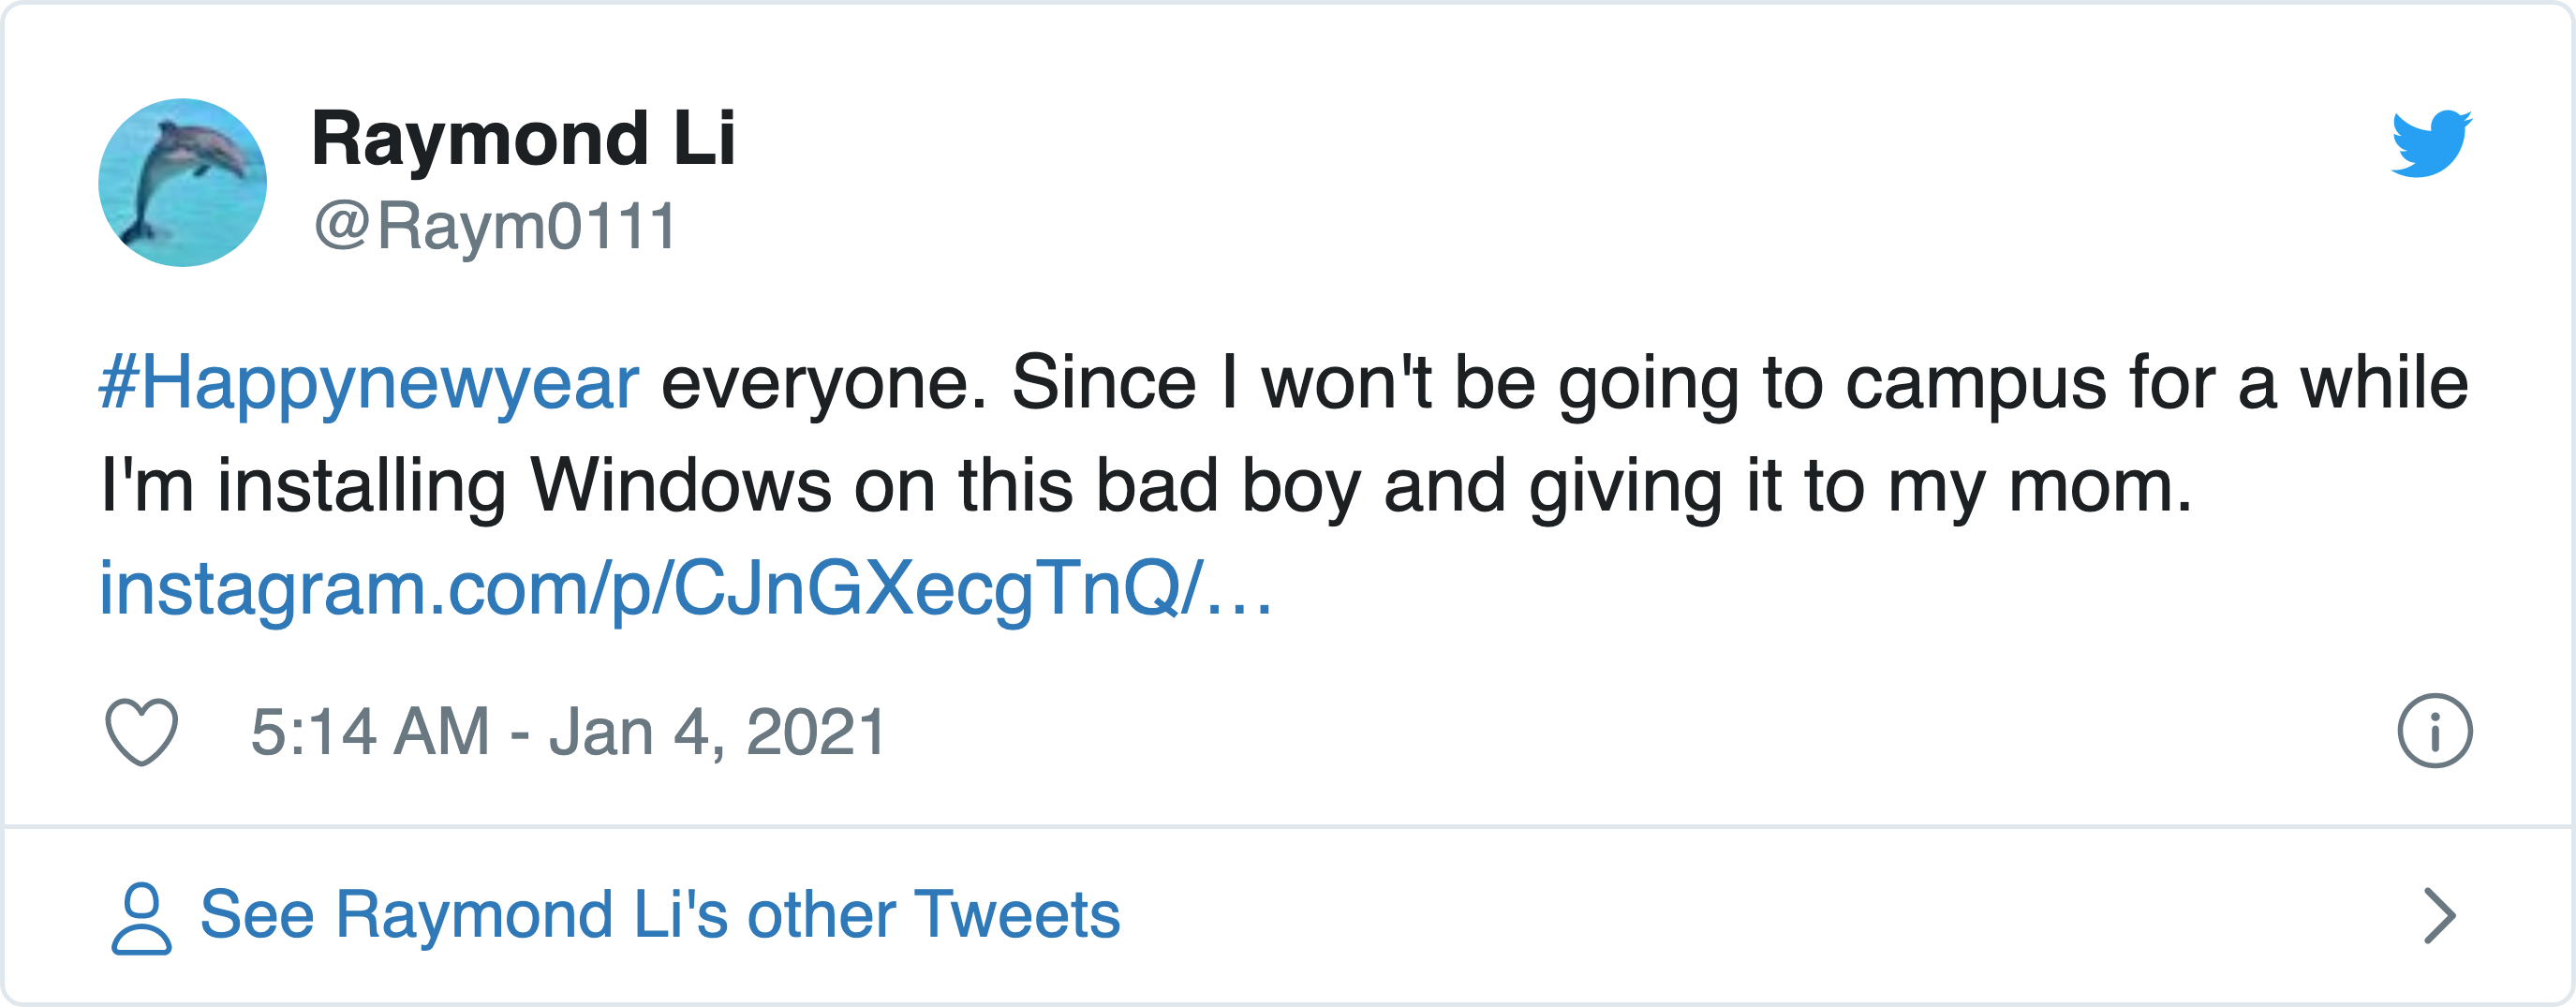 Raymond Li
@Raym0111
#Happynewyear everyone. Since I won't be going to campus for a while
I'm installing Windows on this bad boy and giving it to my mom.
instagram.com/p/CJnGXecgTnQ/…
5:14 AM - Jan 4, 2021
See Raymond Li's other Tweets